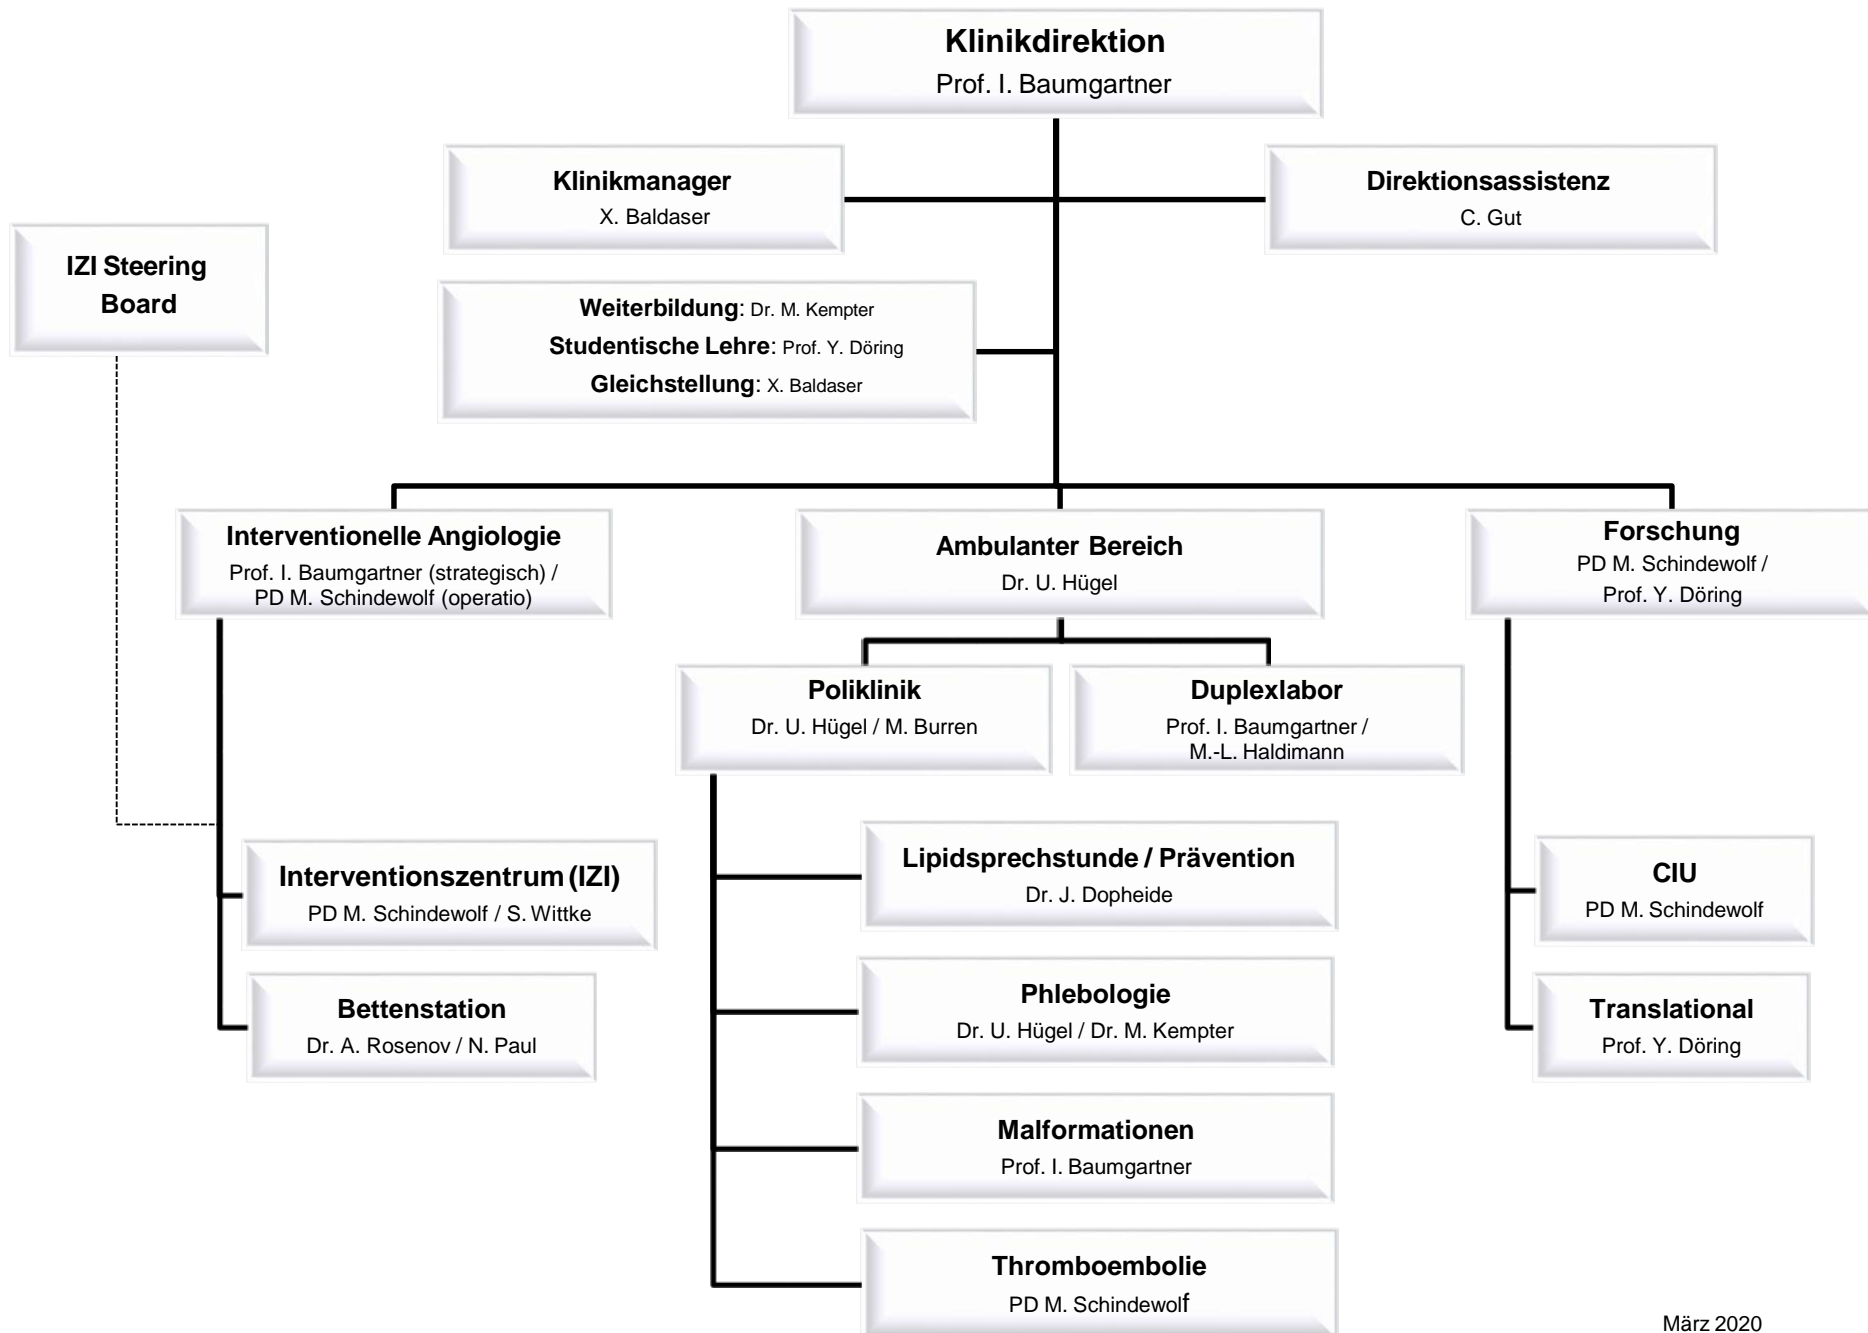 Klinikdirektion
Prof. I. Baumgartner
Klinikmanager
X. Baldaser
Direktionsassistenz
C. Gut
IZI Steering
Board
Weiterbildung: Dr. M. Kempter
Studentische Lehre: Prof. Y. Döring
Gleichstellung: X. Baldaser
Interventionelle Angiologie
Prof. I. Baumgartner (strategisch) /
PD M. Schindewolf (operatio)
Ambulanter Bereich
Dr. U. Hügel
Forschung
PD M. Schindewolf /
Prof. Y. Döring
Poliklinik
Dr. U. Hügel / M. Burren
Duplexlabor
Prof. I. Baumgartner /
M.-L. Haldimann
Interventionszentrum (IZI)
PD M. Schindewolf / S. Wittke
Bettenstation
Dr. A. Rosenov / N. Paul
Lipidsprechstunde / Prävention
Dr. J. Dopheide
Phlebologie
Dr. U. Hügel / Dr. M. Kempter
Malformationen
Prof. I. Baumgartner
Thromboembolie
PD M. Schindewolf
CIU
PD M. Schindewolf
Translational
Prof. Y. Döring
März 2020